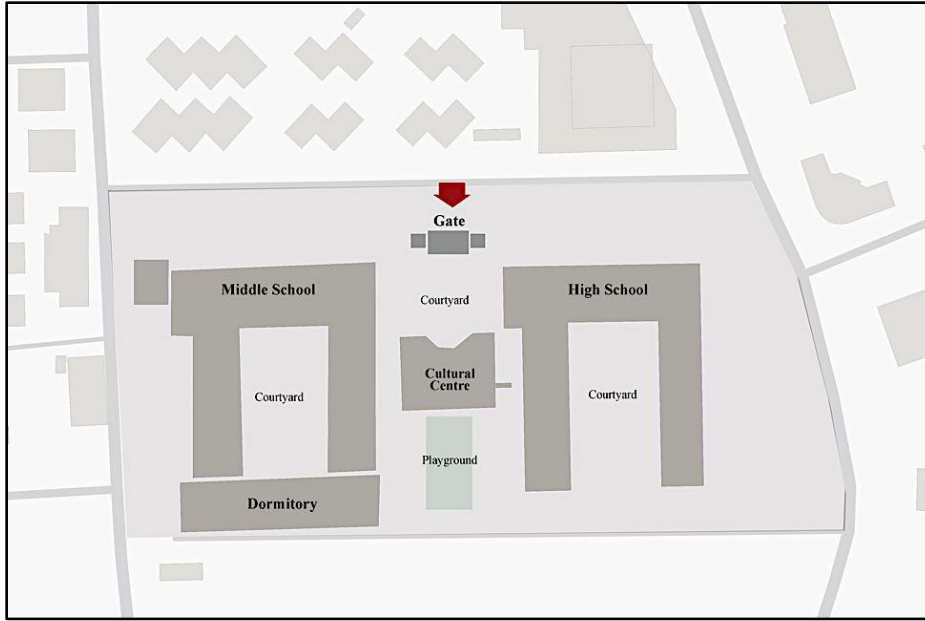 Gate
Middle School
Courtyard
High School
Cultural
Centre
Courtyard
Courtyard
Playground
Dormitory